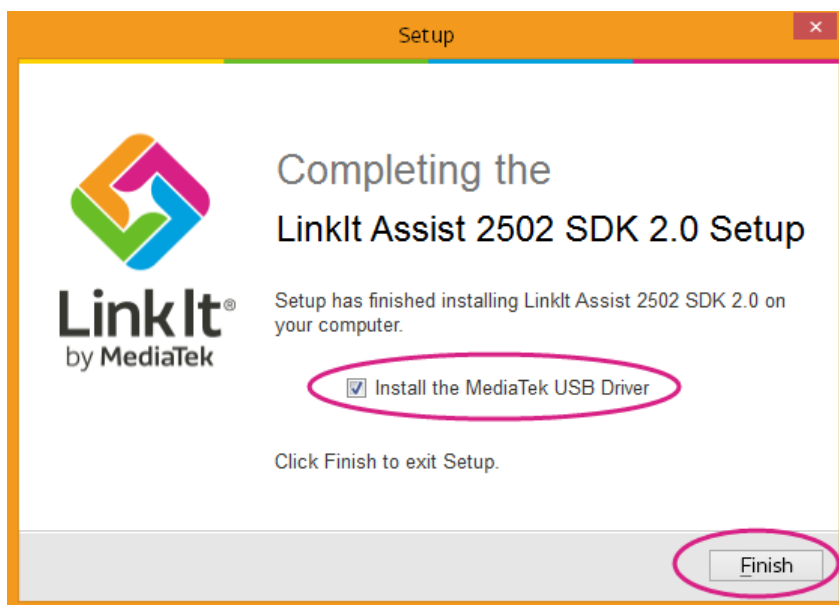 Setup
Completing the
LinkIt Assist 2502 SDK 2.0 Setup
LinkIt®
by MediaTek
Setup has finished installing LinkIt Assist 2502 SDK 2.0 on
your computer.
Install the MediaTek USB Driver
Click Finish to exit Setup.
Finish